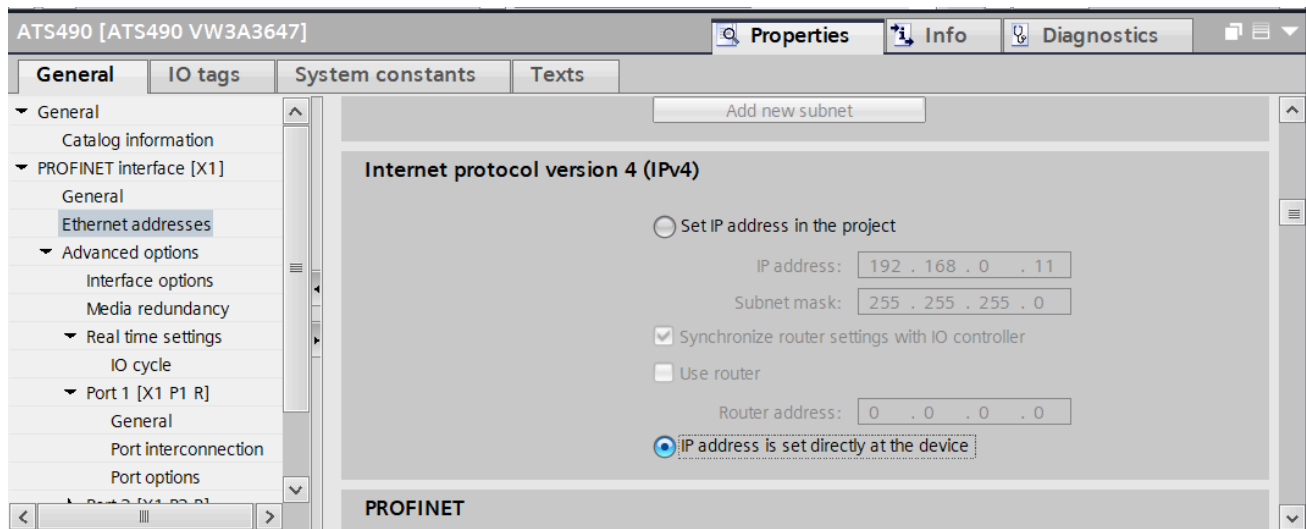 ATS490 [ATS490 VW3A3647]
Properties
Info
Diagnostics
General
IO tags
System constants
Texts
General
Catalog information
PROFINET interface [X1]
General
Ethernet addresses
Advanced options
Interface options
Media redundancy
Real time settings
IO cycle
Port 1 [X1 P1 R]
General
Port interconnection
Port options
Port 2 [X1 P2 R]
Add new subnet
Internet protocol version 4 (IPv4)
Set IP address in the project
IP address: 192 . 168 . 0 . 11
Subnet mask: 255 . 255 . 255 . 0
Synchronize router settings with IO controller
Use router
Router address: 0 . 0 . 0 . 0
IP address is set directly at the device
PROFINET